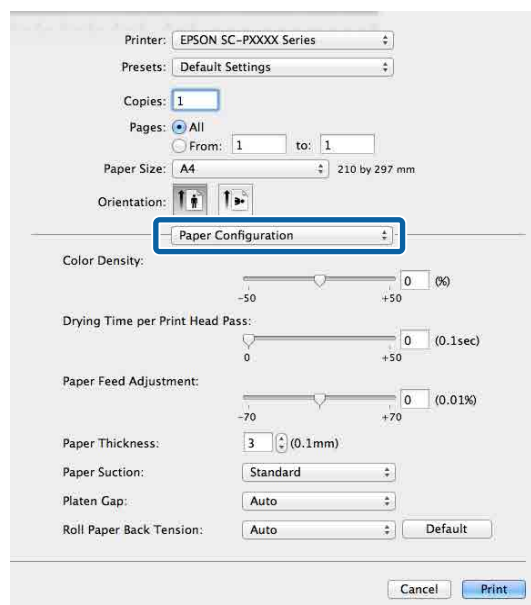 Printer: EPSON SC-PXXXX Series
Presets: Default Settings
Copies: 1
Pages: All
From: 1 to: 1
Paper Size: A4 210 by 297 mm
Orientation:
Paper Configuration
Color Density:
0 (%)
-50 +50
Drying Time per Print Head Pass:
0 (0.1sec)
0 +50
Paper Feed Adjustment:
0 (0.01%)
-70 +70
Paper Thickness: 3 (0.1mm)
Paper Suction: Standard
Platen Gap: Auto
Roll Paper Back Tension: Auto Default
Cancel Print